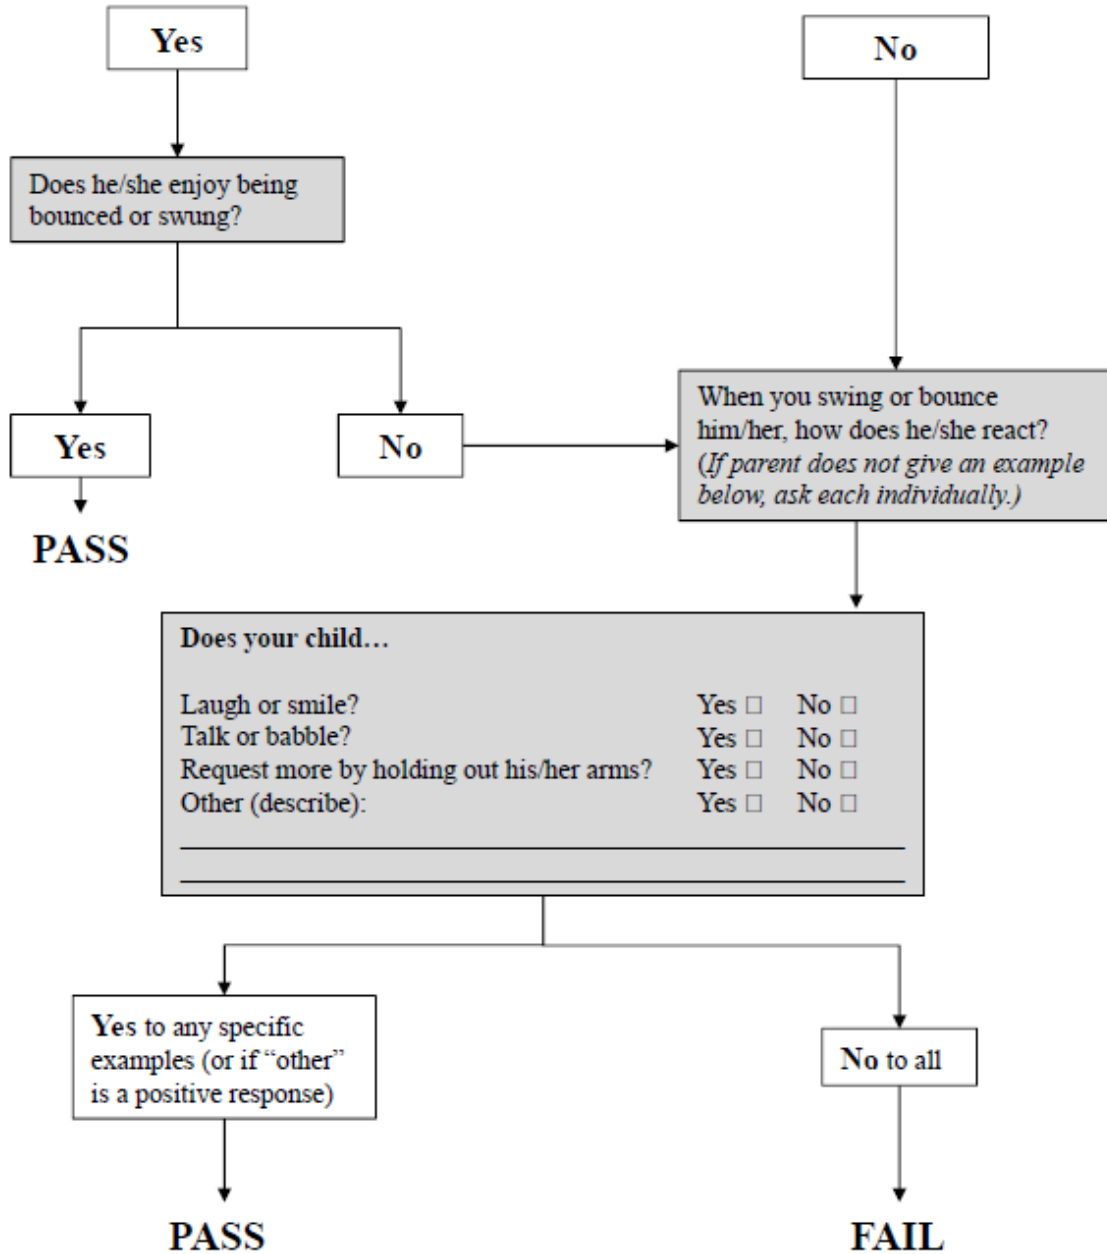 Yes
No
Does he/she enjoy being
bounced or swung?
Yes
No
When you swing or bounce
him/her, how does he/she react?
(If parent does not give an example
below, ask each individually.)
PASS
Does your child…
Laugh or smile? Yes □ No □
Talk or babble? Yes □ No □
Request more by holding out his/her arms? Yes □ No □
Other (describe): Yes □ No □
Yes to any specific
examples (or if “other”
is a positive response)
No to all
PASS
FAIL